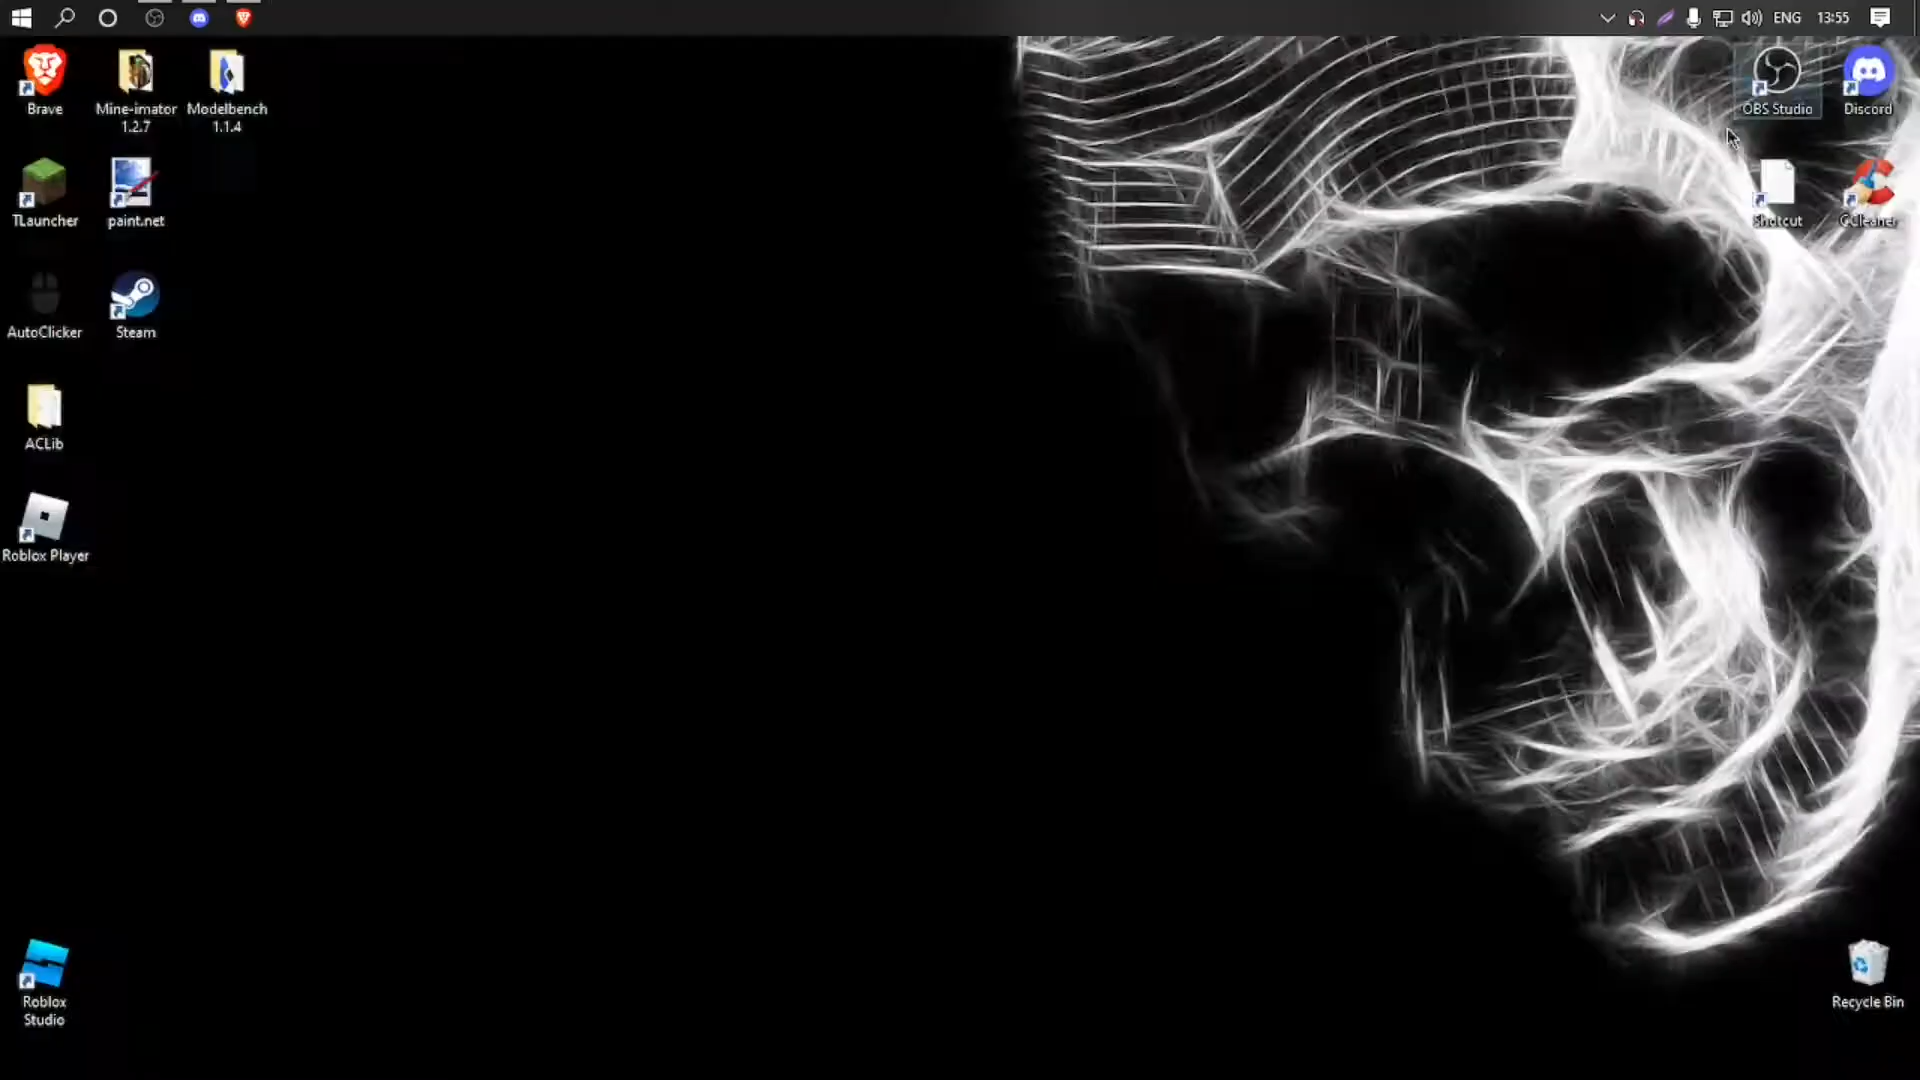 ENG 13:55
Brave
Mine-imator
1.2.7
Modelbench
1.1.4
OBS Studio
Discord
TLauncher
paint.net
Shotcut
CCleaner
AutoClicker
Steam
ACLib
Roblox Player
Roblox
Studio
Recycle Bin